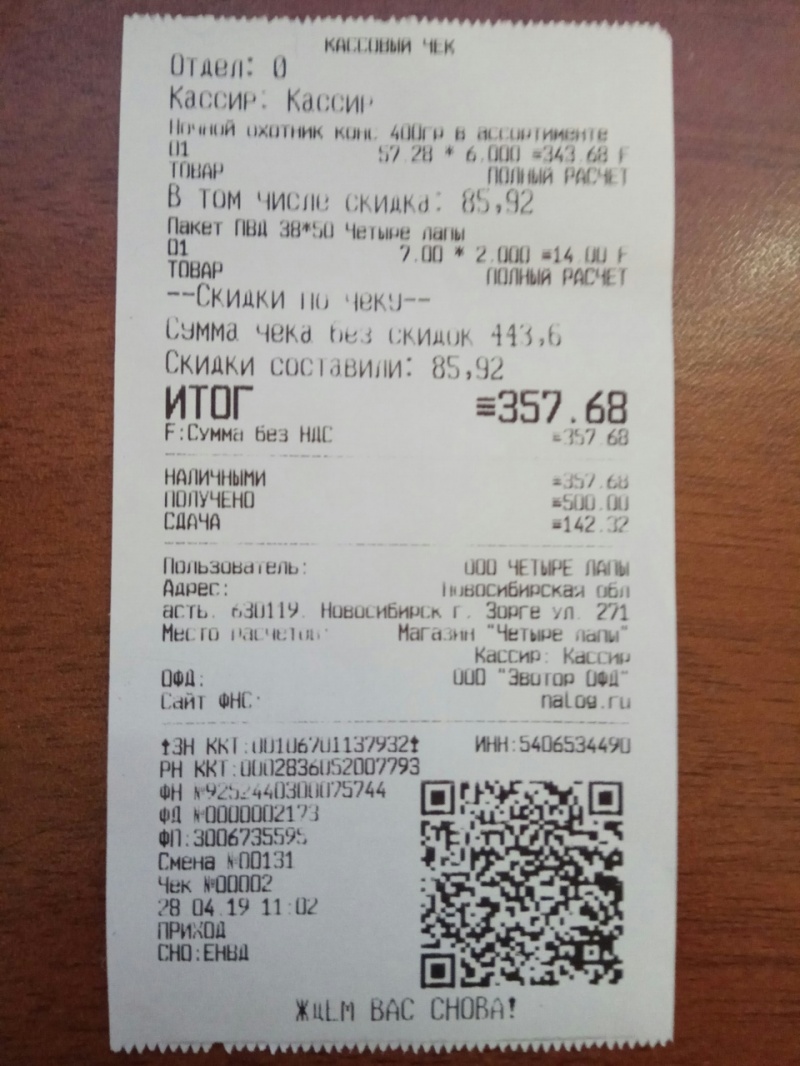 КАССОВЫЙ ЧЕК
Отдел: 0
Кассир: Кассир
Ночной охотник конс 400гр в ассортименте
01 57.28 * 6.000 ≡343.68 F
ТОВАР ПОЛНЫЙ РАСЧЕТ
В том числе скидка: 85,92
Пакет ПВД 38*50 Четыре лапы
01 7.00 * 2.000 ≡14.00 F
ТОВАР ПОЛНЫЙ РАСЧЕТ
--Скидки по чеку--
Сумма чека без скидок 443,6
Скидки составили: 85,92
ИТОГ ≡357.68
F:Сумма без НДС ≡357.68
НАЛИЧНЫМИ ≡357.68
ПОЛУЧЕНО ≡500.00
СДАЧА ≡142.32
Пользователь: ООО ЧЕТЫРЕ ЛАПЫ
Адрес: Новосибирская обл
асть. 630119. Новосибирск г. Зорге ул. 271
Место расчетов: Магазин "Четыре лапы"
Кассир: Кассир
ОФД: ООО "Эвотор ОФД"
Сайт ФНС: nalog.ru
ЗН ККТ:00106701137932 ИНН:5406534490
РН ККТ:0002836052007793
ФН №9252440300075744
ФД №0000002173
ФП:3006735595
Смена №00131
Чек №00002
28.04.19 11:02
ПРИХОД
СНО:ЕНВД
ЖДЕМ ВАС СНОВА!